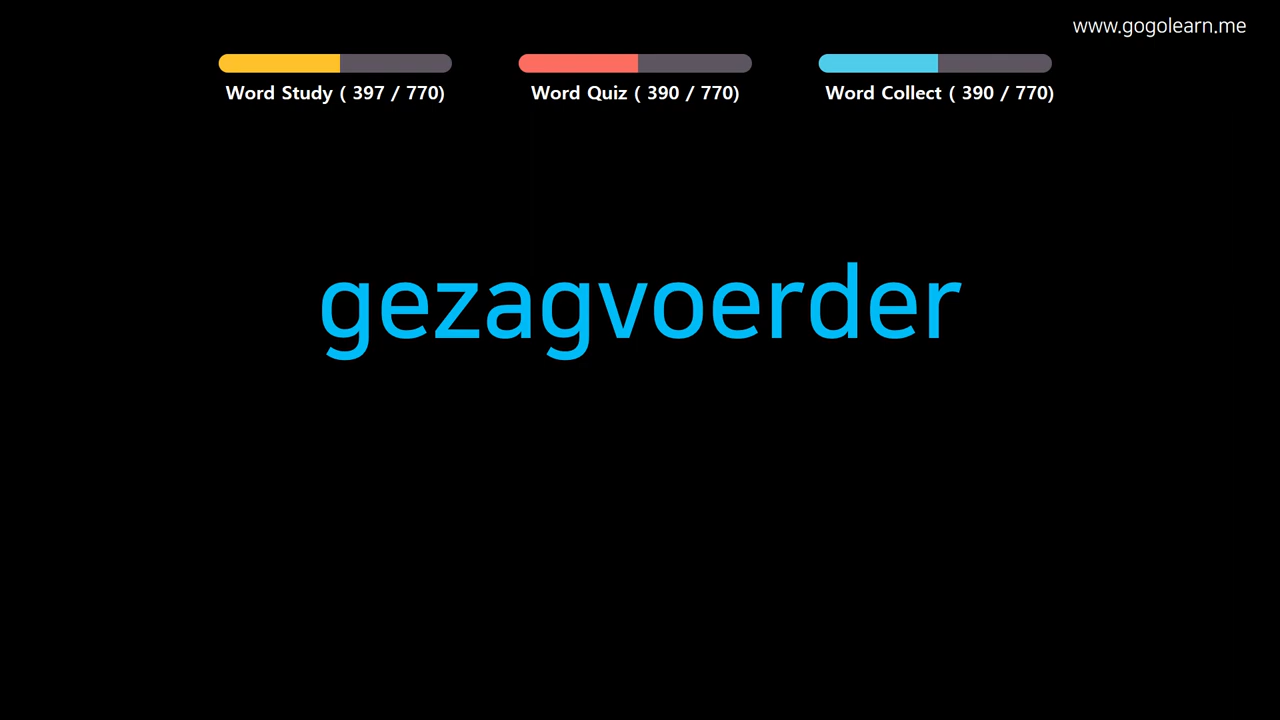 www.gogolearn.me
Word Study ( 397 / 770)
Word Quiz ( 390 / 770)
Word Collect ( 390 / 770)
gezagvoerder